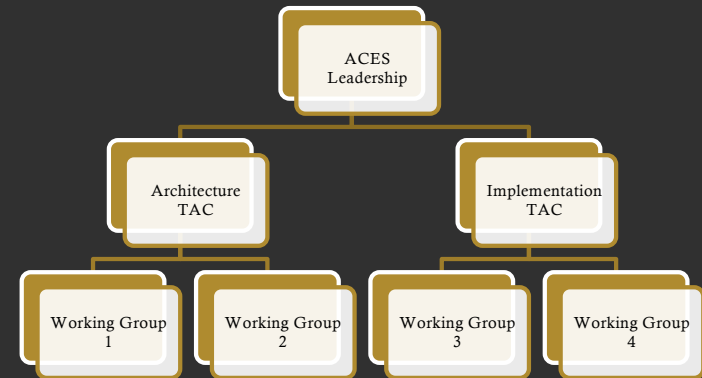 ACES
Leadership
Architecture
TAC
Implementation
TAC
Working Group
1
Working Group
2
Working Group
3
Working Group
4